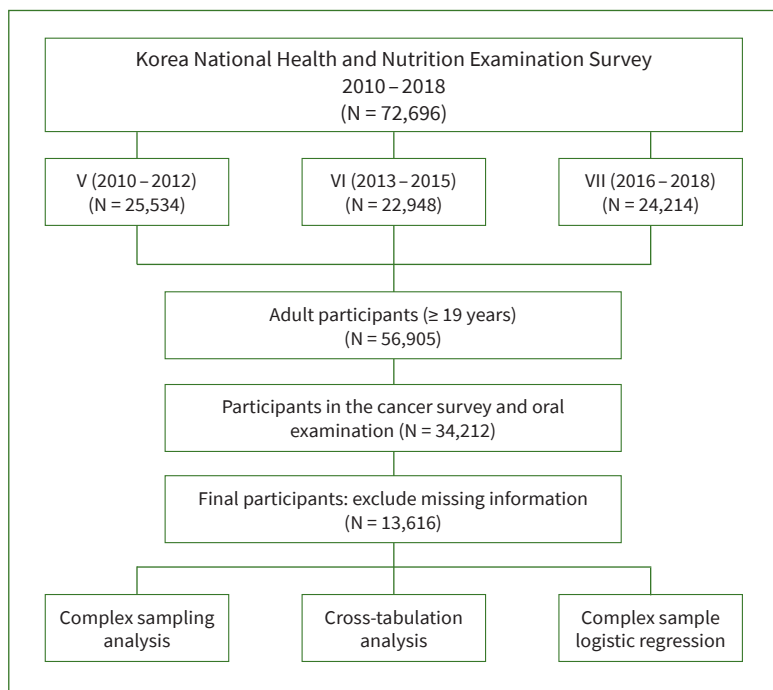 Korea National Health and Nutrition Examination Survey
2010 – 2018
(N = 72,696)
V (2010 – 2012)
(N = 25,534)
VI (2013 – 2015)
(N = 22,948)
VII (2016 – 2018)
(N = 24,214)
Adult participants (≥ 19 years)
(N = 56,905)
Participants in the cancer survey and oral
examination (N = 34,212)
Final participants: exclude missing information
(N = 13,616)
Complex sampling
analysis
Cross-tabulation
analysis
Complex sample
logistic regression